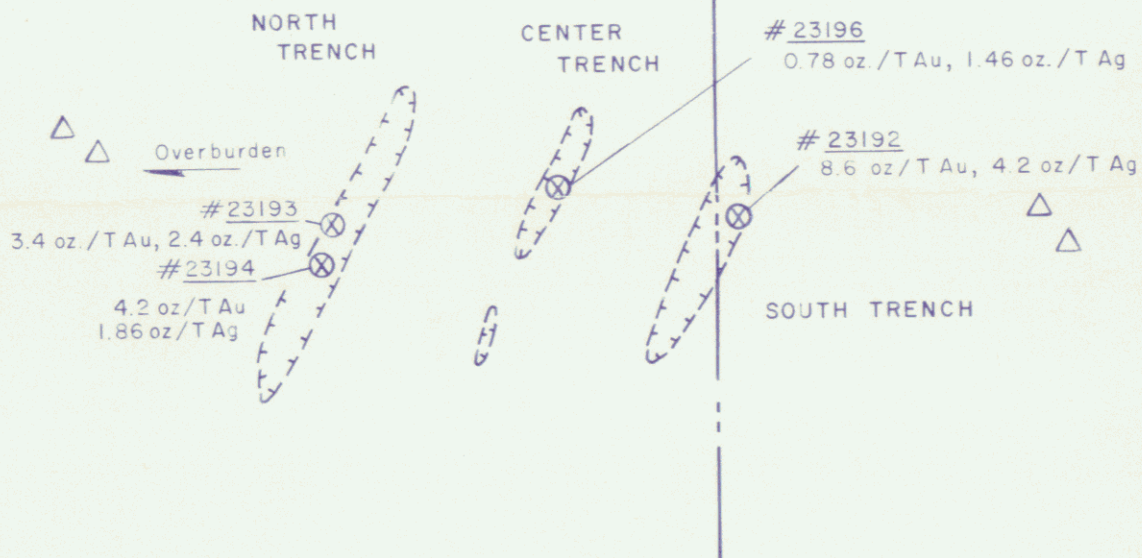 NORTH
TRENCH
CENTER
TRENCH
# 23196
0.78 oz./T Au, 1.46 oz./T Ag
# 23192
8.6 oz/T Au, 4.2 oz/T Ag
Overburden
#23193
3.4 oz./T Au, 2.4 oz./T Ag
#23194
4.2 oz/T Au
1.86 oz/T Ag
SOUTH TRENCH